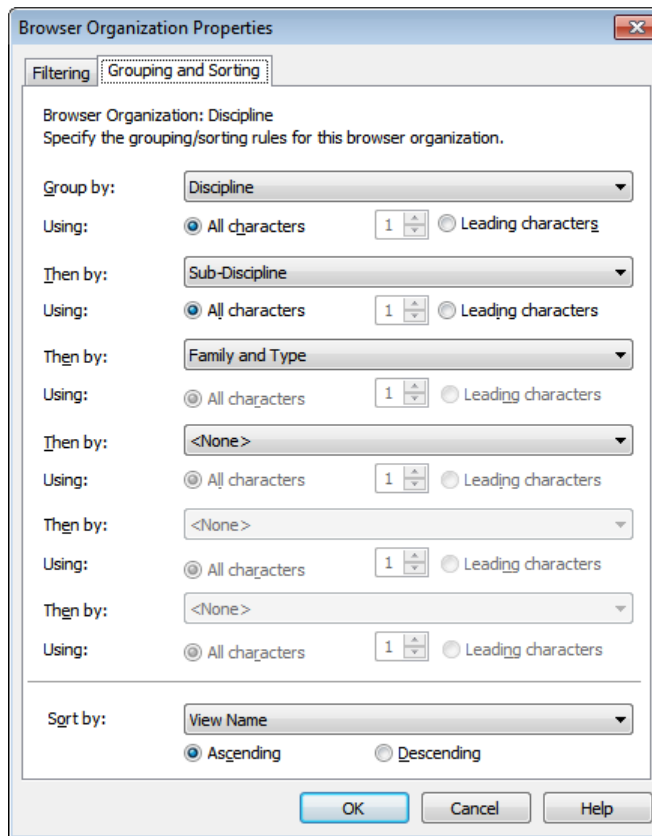 Browser Organization Properties
Filtering Grouping and Sorting
Browser Organization: Discipline
Specify the grouping/sorting rules for this browser organization.
Group by: Discipline
Using: All characters 1 Leading characters
Then by: Sub-Discipline
Using: All characters 1 Leading characters
Then by: Family and Type
Using: All characters 1 Leading characters
Then by: <None>
Using: All characters 1 Leading characters
Then by: <None>
Using: All characters 1 Leading characters
Then by: <None>
Using: All characters 1 Leading characters
Sort by: View Name
Ascending Descending
OK Cancel Help